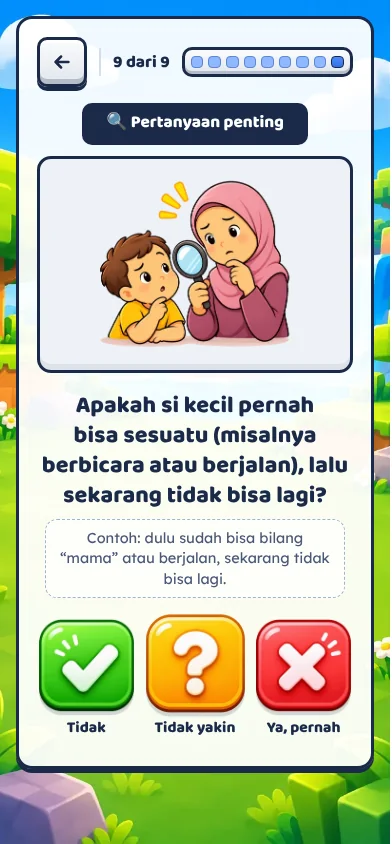 9 dari 9
🔍 Pertanyaan penting
Apakah si kecil pernah
bisa sesuatu (misalnya
berbicara atau berjalan), lalu
sekarang tidak bisa lagi?
Contoh: dulu sudah bisa bilang
“mama” atau berjalan, sekarang tidak
bisa lagi.
Tidak
Tidak yakin
Ya, pernah